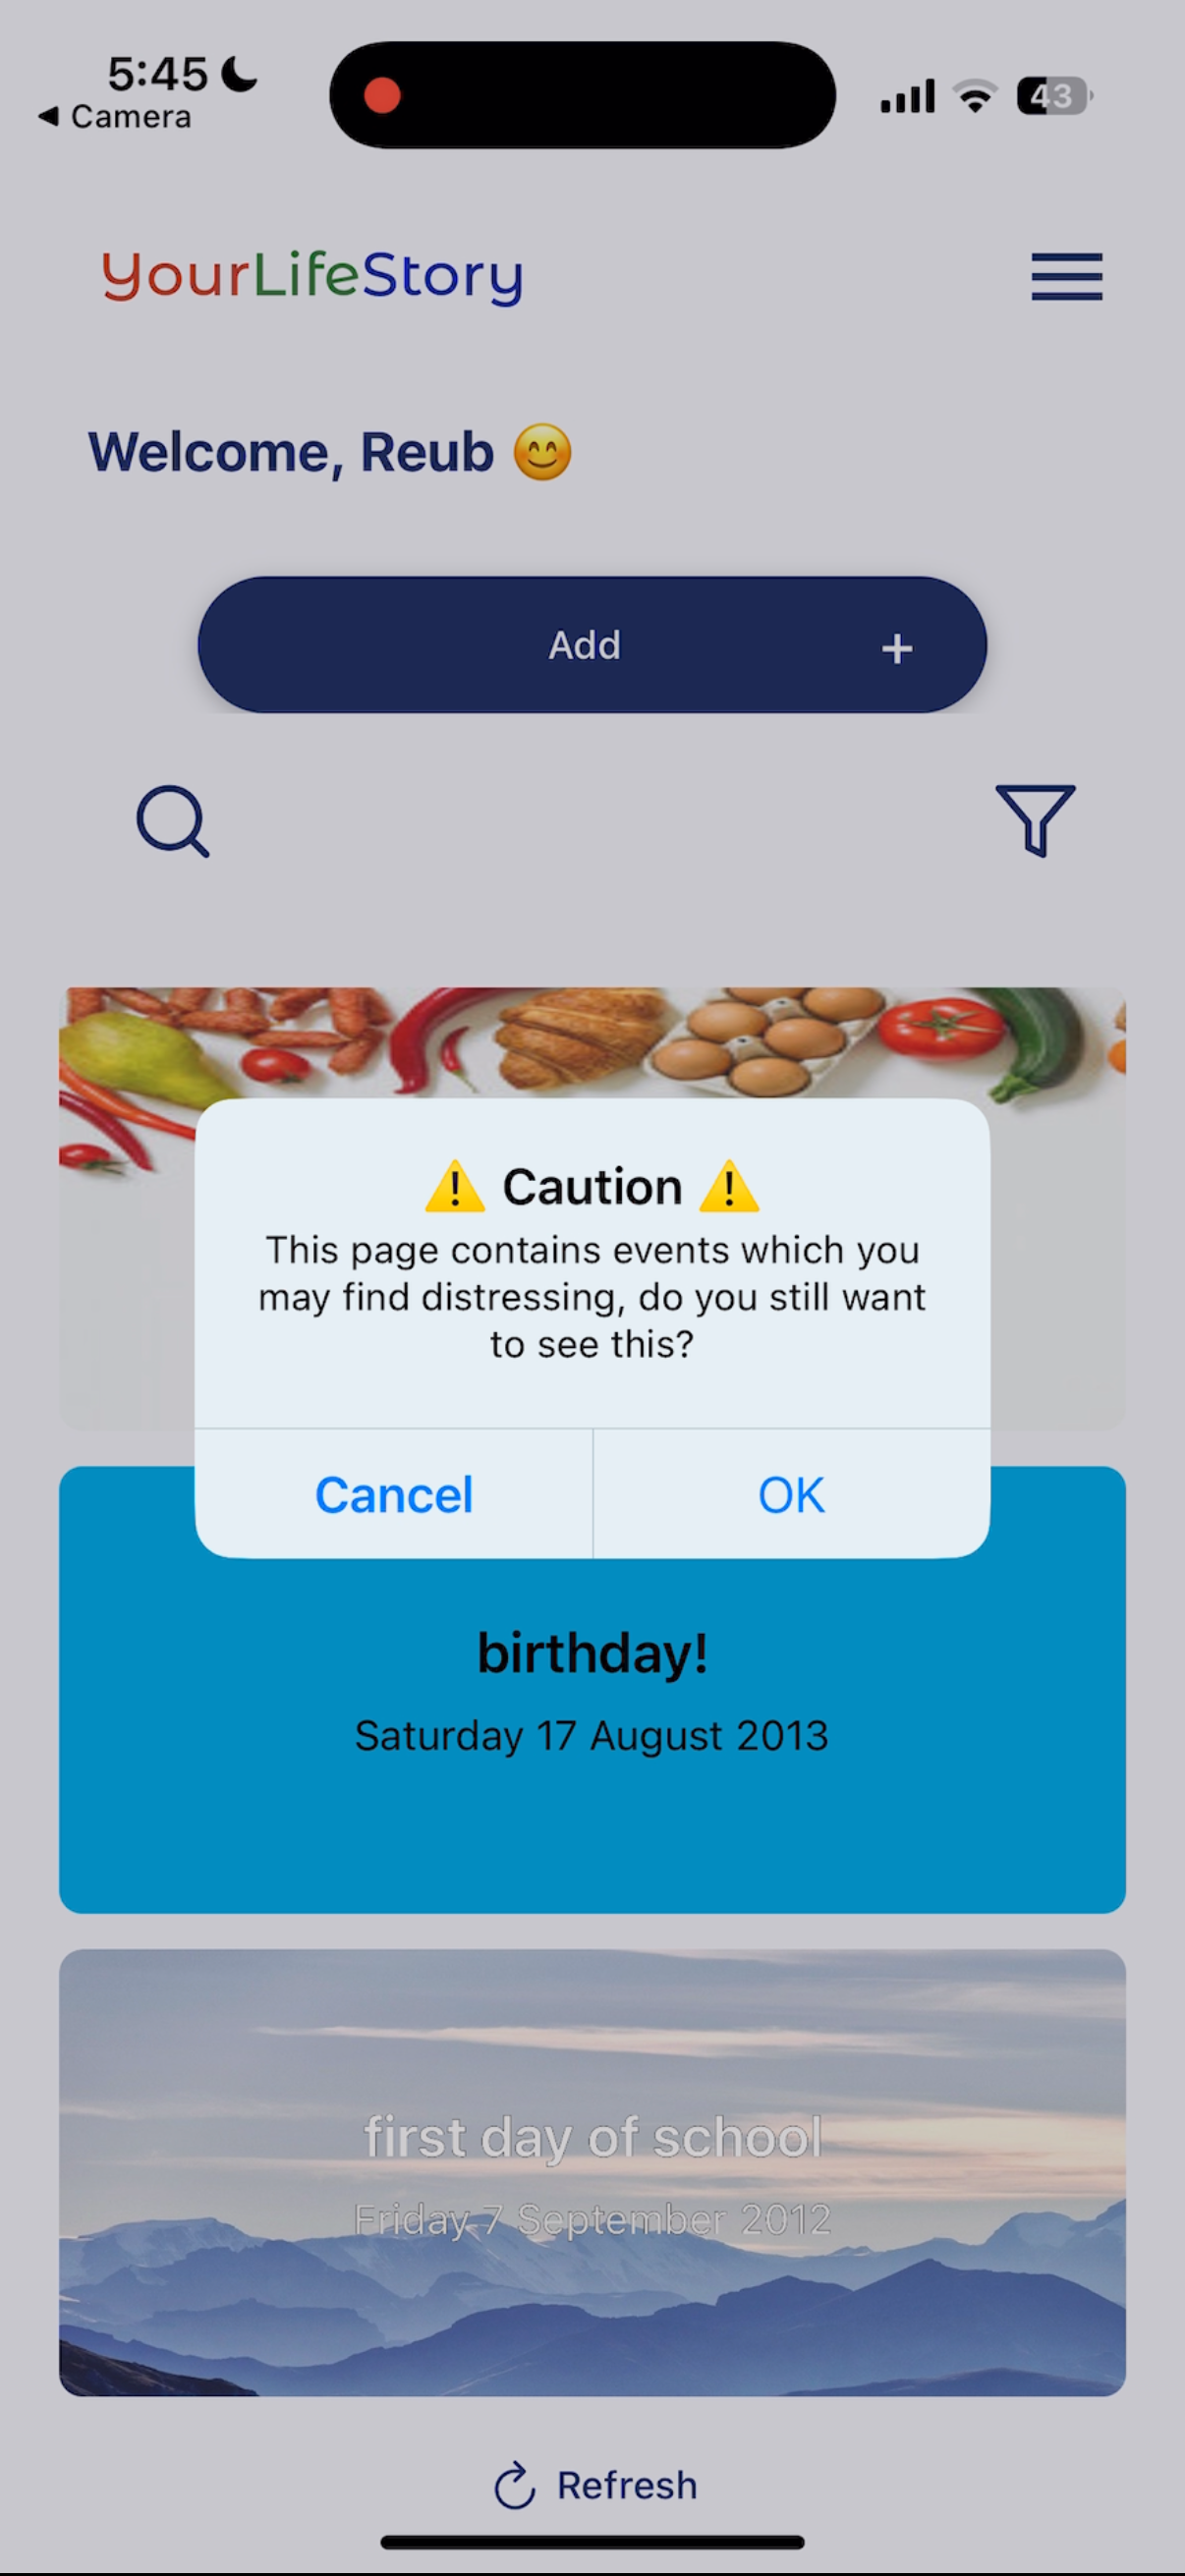 5:45
Camera
43
YourLifeStory
Welcome, Reub 😊
Add +
⚠️ Caution ⚠️
This page contains events which you
may find distressing, do you still want
to see this?
Cancel OK
birthday!
Saturday 17 August 2013
first day of school
Friday 7 September 2012
Refresh